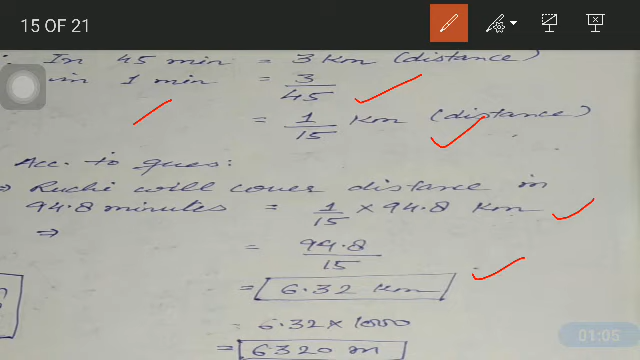 15 OF 21
In 45 min = 3 Km (distance)
in 1 min = 3/45
= 1/15 Km (distance)
Acc. to ques:
⇒ Ruchi will cover distance in
94.8 minutes = 1/15 × 94.8 Km
⇒
= 94.8/15
= 6.32 Km
= 6.32 × 1000
= 6320 m
01:05